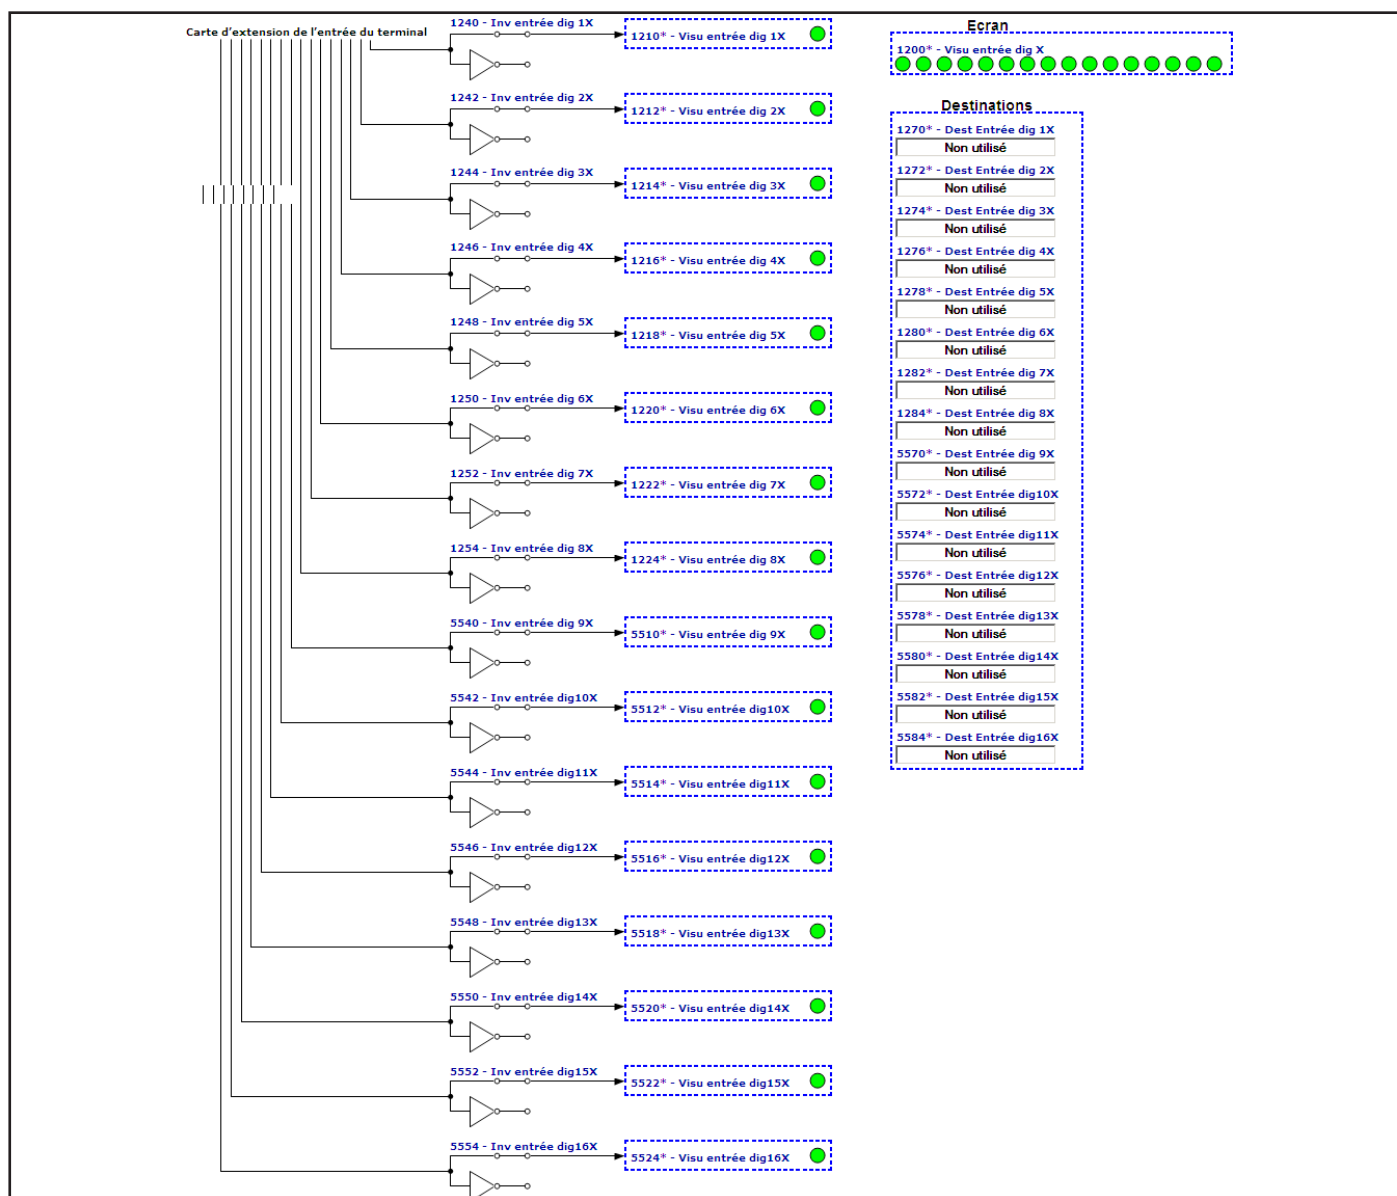 Carte d'extension de l'entrée du terminal
1240 - Inv entrée dig 1X
1210* - Visu entrée dig 1X
1242 - Inv entrée dig 2X
1212* - Visu entrée dig 2X
1244 - Inv entrée dig 3X
1214* - Visu entrée dig 3X
1246 - Inv entrée dig 4X
1216* - Visu entrée dig 4X
1248 - Inv entrée dig 5X
1218* - Visu entrée dig 5X
1250 - Inv entrée dig 6X
1220* - Visu entrée dig 6X
1252 - Inv entrée dig 7X
1222* - Visu entrée dig 7X
1254 - Inv entrée dig 8X
1224* - Visu entrée dig 8X
5540 - Inv entrée dig 9X
5510* - Visu entrée dig 9X
5542 - Inv entrée dig10X
5512* - Visu entrée dig10X
5544 - Inv entrée dig11X
5514* - Visu entrée dig11X
5546 - Inv entrée dig12X
5516* - Visu entrée dig12X
5548 - Inv entrée dig13X
5518* - Visu entrée dig13X
5550 - Inv entrée dig14X
5520* - Visu entrée dig14X
5552 - Inv entrée dig15X
5522* - Visu entrée dig15X
5554 - Inv entrée dig16X
5524* - Visu entrée dig16X
Ecran
1200* - Visu entrée dig X
Destinations
1270* - Dest Entrée dig 1X
Non utilisé
1272* - Dest Entrée dig 2X
Non utilisé
1274* - Dest Entrée dig 3X
Non utilisé
1276* - Dest Entrée dig 4X
Non utilisé
1278* - Dest Entrée dig 5X
Non utilisé
1280* - Dest Entrée dig 6X
Non utilisé
1282* - Dest Entrée dig 7X
Non utilisé
1284* - Dest Entrée dig 8X
Non utilisé
5570* - Dest Entrée dig 9X
Non utilisé
5572* - Dest Entrée dig10X
Non utilisé
5574* - Dest Entrée dig11X
Non utilisé
5576* - Dest Entrée dig12X
Non utilisé
5578* - Dest Entrée dig13X
Non utilisé
5580* - Dest Entrée dig14X
Non utilisé
5582* - Dest Entrée dig15X
Non utilisé
5584* - Dest Entrée dig16X
Non utilisé